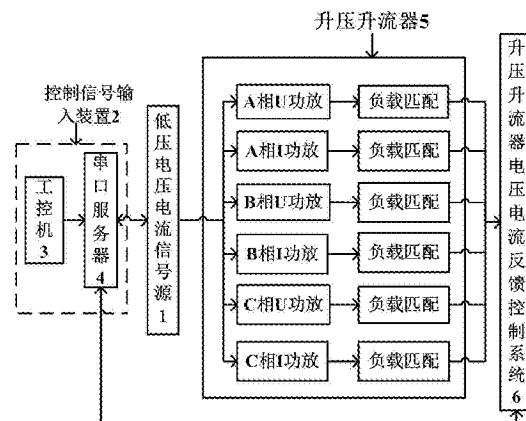 升压升流器5
控制信号输
入装置2
工控机3
串口服务器4
低压电压电流信号源1
A相U功放
负载匹配
A相I功放
负载匹配
B相U功放
负载匹配
B相I功放
负载匹配
C相U功放
负载匹配
C相I功放
负载匹配
升压升流器电压电流反馈控制系统6